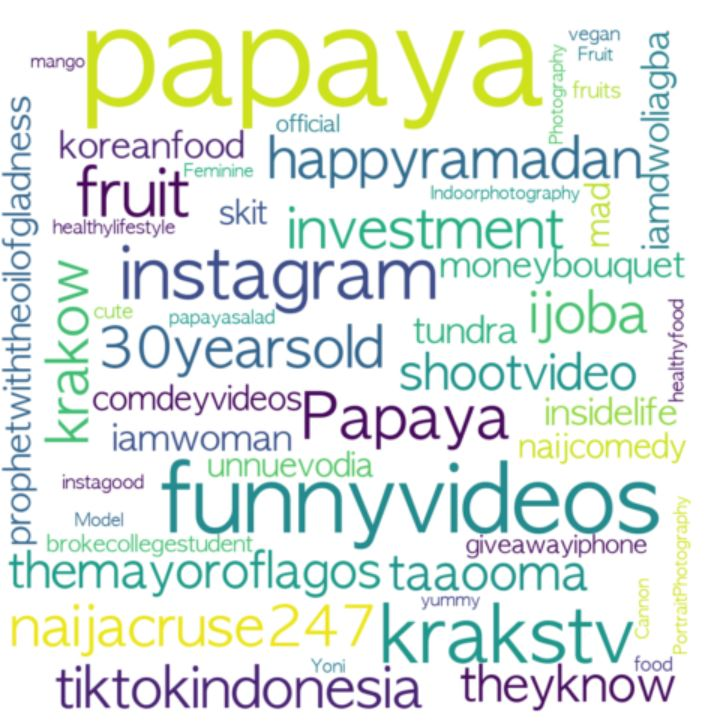 papaya
mango
vegan
Fruit
Photography
fruits
iamdwoliagba
official
koreanfood
happyramadan
Feminine
fruit
Indoorphotography
mad
skit
healthylifestyle
investment
prophetwiththeoilofgladness
instagram
moneybouquet
krakow
cute
papayasalad
ijoba
tundra
30yearsold
healthyfood
shootvideo
comdeyvideos
Papaya
insidelife
iamwoman
naijcomedy
unnuevodia
instagood
funnyvideos
Model
brokecollegestudent
giveawayiphone
PortraitPhotography
themayoroflagos
taaooma
yummy
Cannon
naijacruse247
krakstv
Yoni
food
tiktokindonesia
theyknow